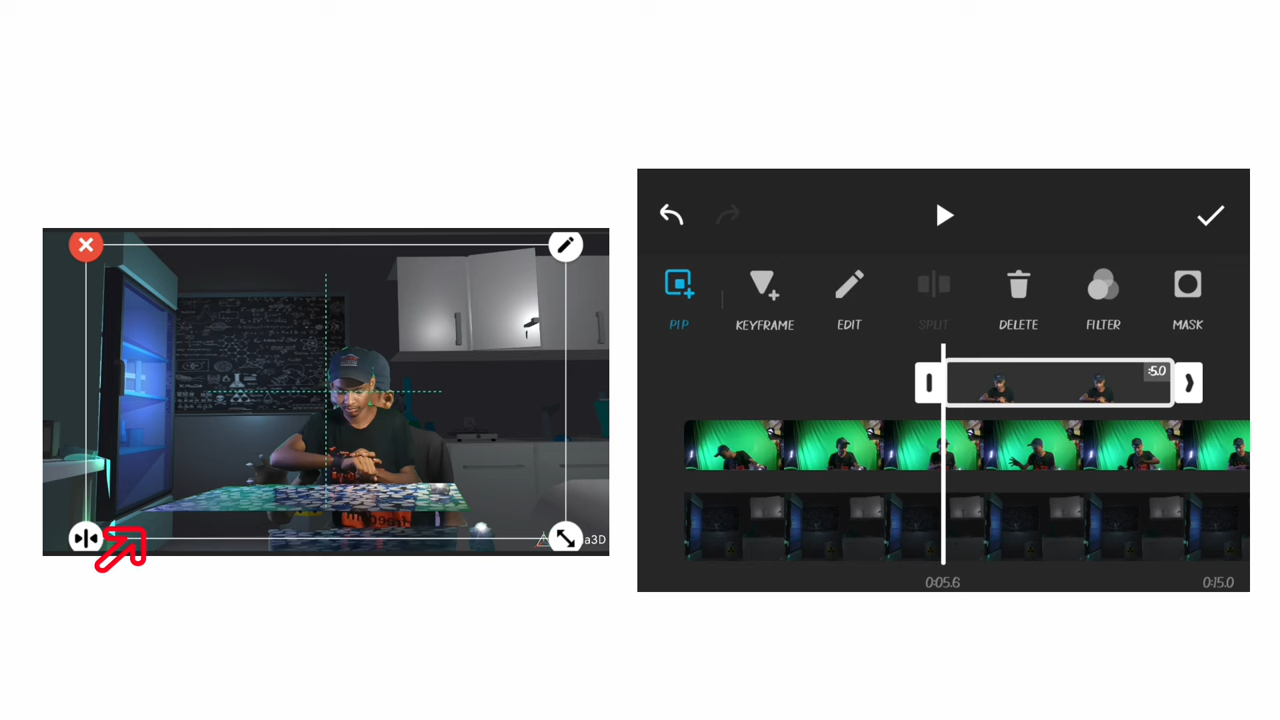 a3D
PIP
KEYFRAME
EDIT
SPLIT
DELETE
FILTER
MASK
:5.0
0:05.6
0:15.0